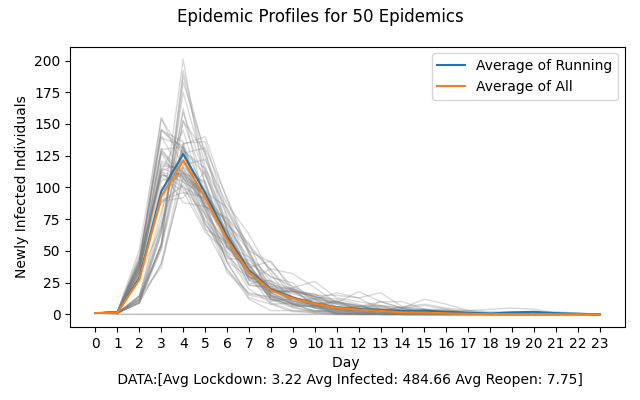 Epidemic Profiles for 50 Epidemics
Newly Infected Individuals
200
175
150
125
100
75
50
25
0
Average of Running
Average of All
0 1 2 3 4 5 6 7 8 9 10 11 12 13 14 15 16 17 18 19 20 21 22 23
Day
DATA:[Avg Lockdown: 3.22 Avg Infected: 484.66 Avg Reopen: 7.75]